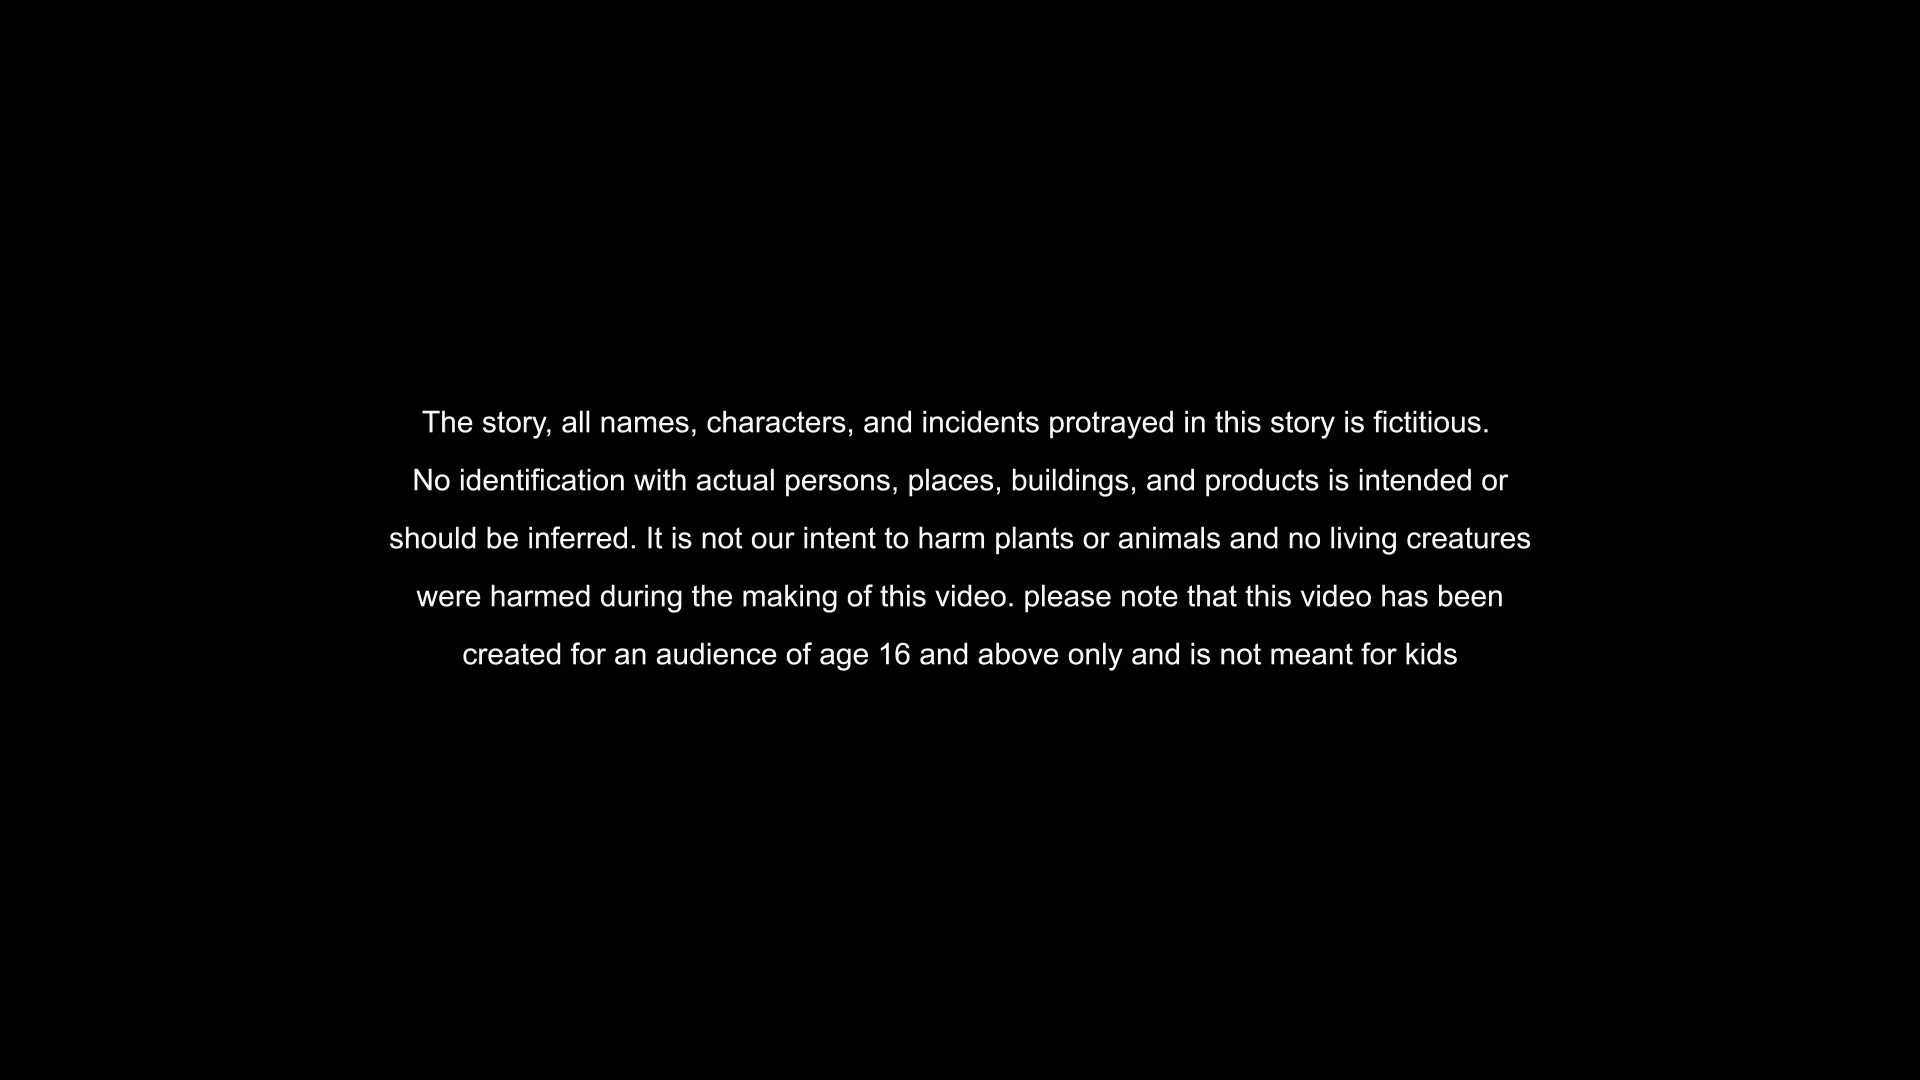 The story, all names, characters, and incidents protrayed in this story is fictitious.
No identification with actual persons, places, buildings, and products is intended or
should be inferred. It is not our intent to harm plants or animals and no living creatures
were harmed during the making of this video. please note that this video has been
created for an audience of age 16 and above only and is not meant for kids